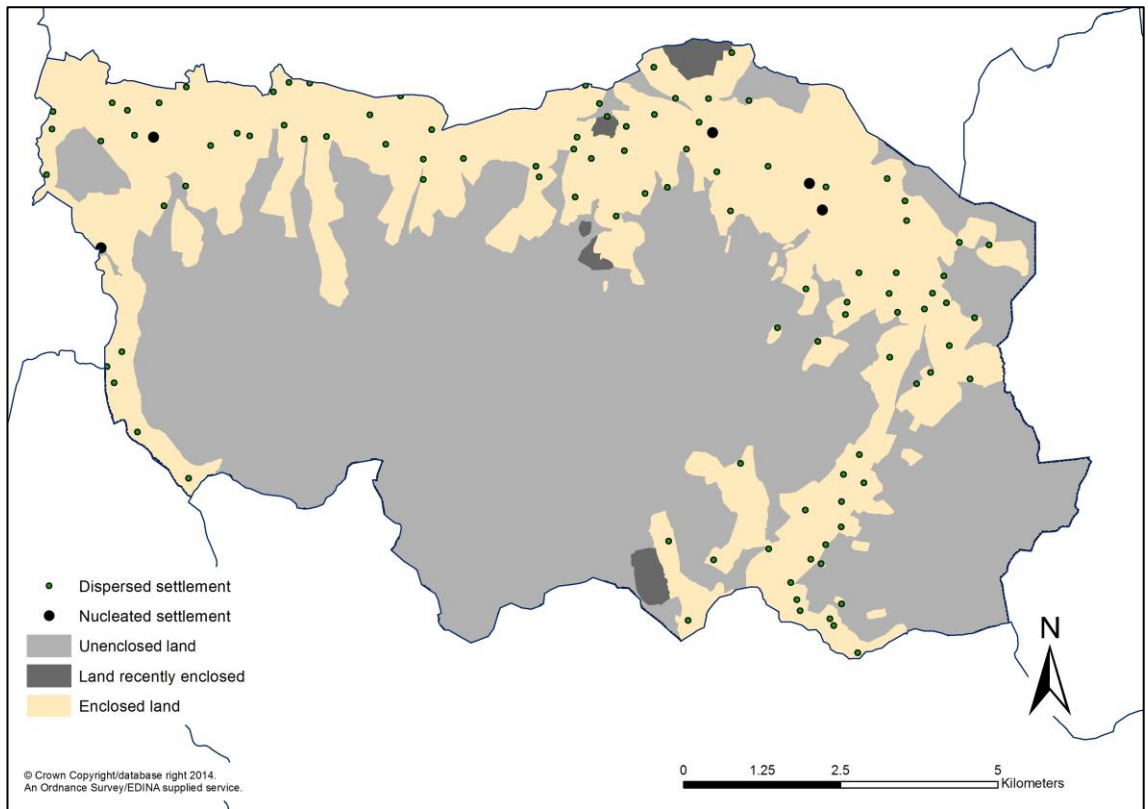 Dispersed settlement
Nucleated settlement
Unenclosed land
Land recently enclosed
Enclosed land
© Crown Copyright/database right 2014.
An Ordnance Survey/EDINA supplied service.
N
0 1.25 2.5 5
Kilometers